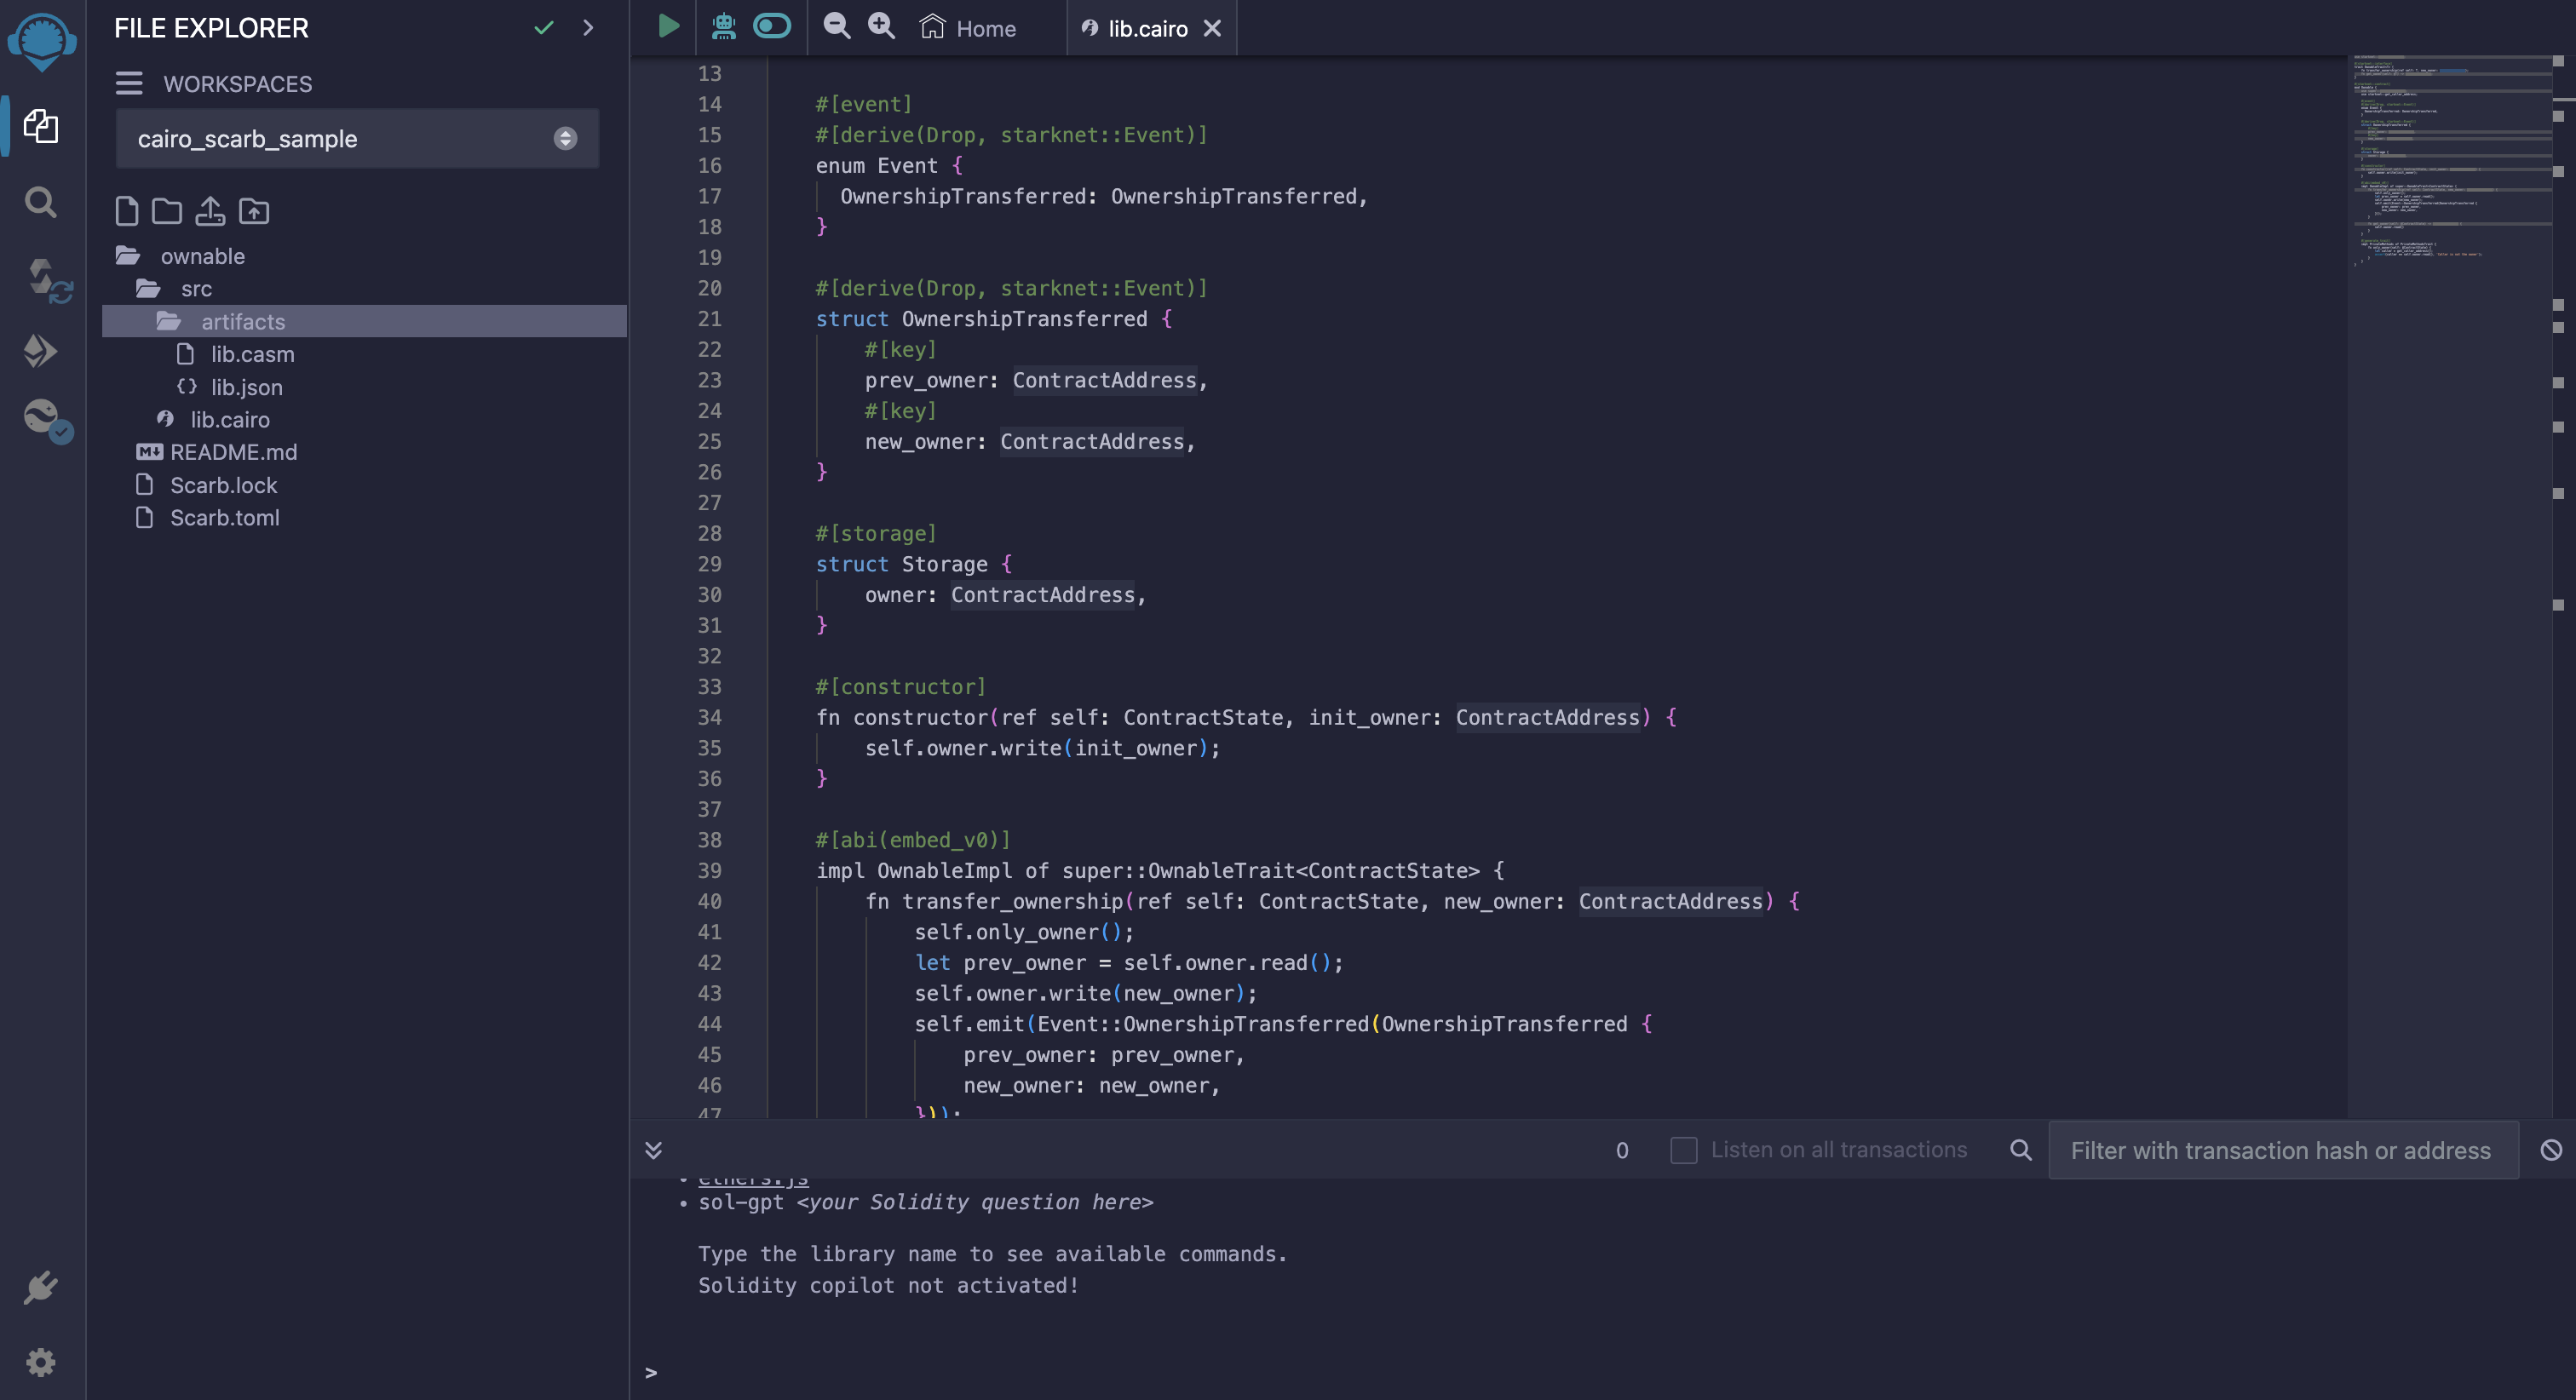 FILE EXPLORER
WORKSPACES
cairo_scarb_sample
ownable
src
artifacts
lib.casm
{} lib.json
lib.cairo
README.md
Scarb.lock
Scarb.toml
Home
lib.cairo
13
14 #[event]
15 #[derive(Drop, starknet::Event)]
16 enum Event {
17 OwnershipTransferred: OwnershipTransferred,
18 }
19
20 #[derive(Drop, starknet::Event)]
21 struct OwnershipTransferred {
22 #[key]
23 prev_owner: ContractAddress,
24 #[key]
25 new_owner: ContractAddress,
26 }
27
28 #[storage]
29 struct Storage {
30 owner: ContractAddress,
31 }
32
33 #[constructor]
34 fn constructor(ref self: ContractState, init_owner: ContractAddress) {
35 self.owner.write(init_owner);
36 }
37
38 #[abi(embed_v0)]
39 impl OwnableImpl of super::OwnableTrait<ContractState> {
40 fn transfer_ownership(ref self: ContractState, new_owner: ContractAddress) {
41 self.only_owner();
42 let prev_owner = self.owner.read();
43 self.owner.write(new_owner);
44 self.emit(Event::OwnershipTransferred(OwnershipTransferred {
45 prev_owner: prev_owner,
46 new_owner: new_owner,
47 }));
0 Listen on all transactions Filter with transaction hash or address
• ethers.js
• sol-gpt <your Solidity question here>
Type the library name to see available commands.
Solidity copilot not activated!
>